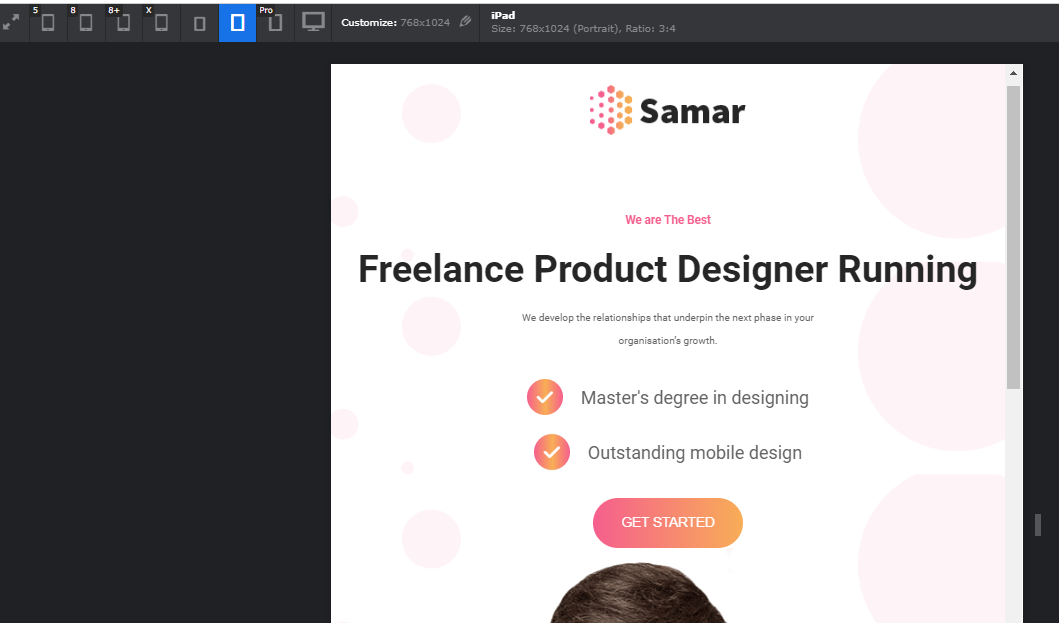 5
8
8+
X
Pro
Customize: 768x1024
iPad
Size: 768x1024 (Portrait), Ratio: 3:4
Samar
We are The Best
Freelance Product Designer Running
We develop the relationships that underpin the next phase in your
organisation's growth.
Master's degree in designing
Outstanding mobile design
GET STARTED